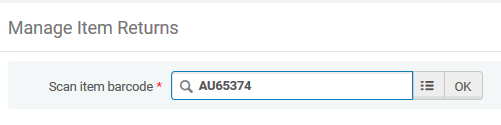 Manage Item Returns
Scan item barcode * AU65374 OK